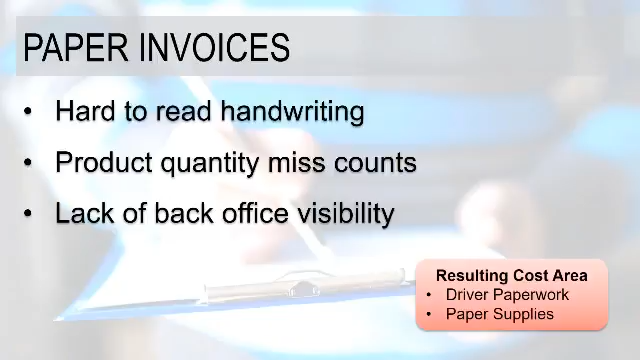 PAPER INVOICES
• Hard to read handwriting
• Product quantity miss counts
• Lack of back office visibility
Resulting Cost Area
• Driver Paperwork
• Paper Supplies